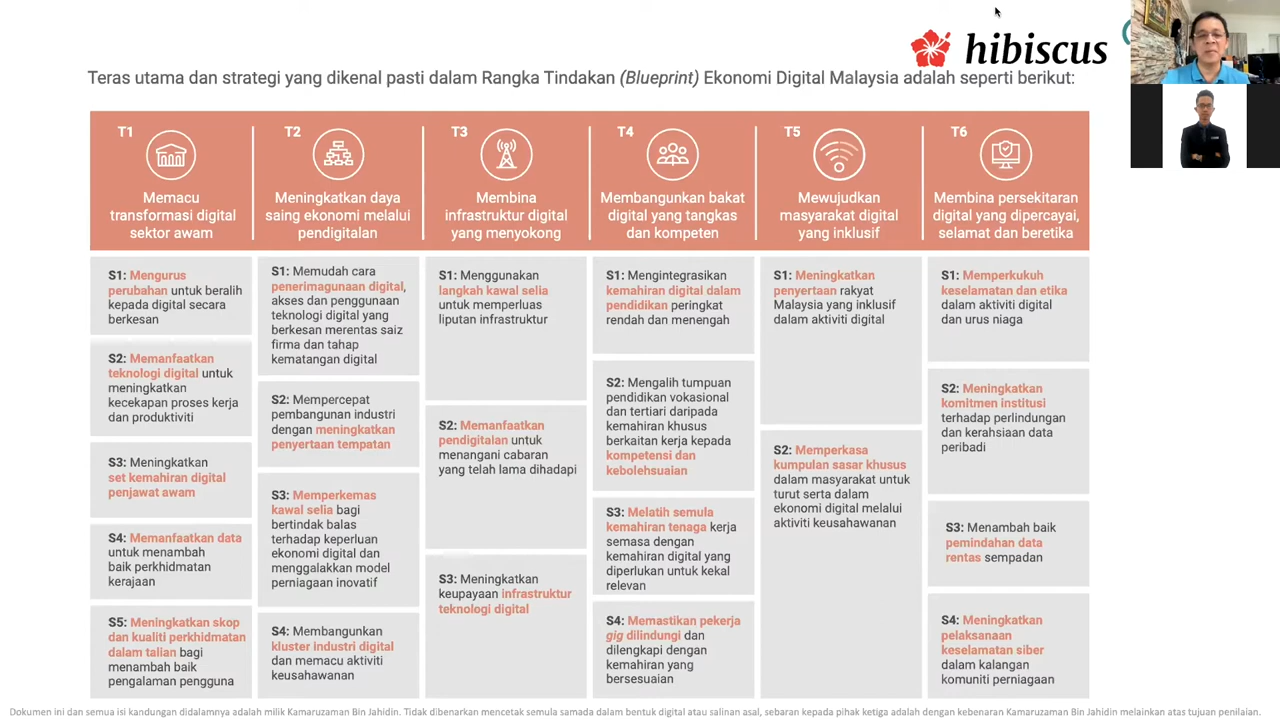 hibiscus
Teras utama dan strategi yang dikenal pasti dalam Rangka Tindakan (Blueprint) Ekonomi Digital Malaysia adalah seperti berikut:
T1
Memacu
transformasi digital
sektor awam
S1: Mengurus
perubahan untuk beralih
kepada digital secara
berkesan
S2: Memanfaatkan
teknologi digital untuk
meningkatkan
kecekapan proses kerja
dan produktiviti
S3: Meningkatkan
set kemahiran digital
penjawat awam
S4: Memanfaatkan data
untuk menambah
baik perkhidmatan
kerajaan
S5: Meningkatkan skop
dan kualiti perkhidmatan
dalam talian bagi
menambah baik
pengalaman pengguna
T2
Meningkatkan daya
saing ekonomi melalui
pendigitalan
S1: Memudah cara
penerimagunaan digital,
akses dan penggunaan
teknologi digital yang
berkesan merentas saiz
firma dan tahap
kematangan digital
S2: Mempercepat
pembangunan industri
dengan meningkatkan
penyertaan tempatan
S3: Memperkemas
kawal selia bagi
bertindak balas
terhadap keperluan
ekonomi digital dan
menggalakkan model
perniagaan inovatif
S4: Membangunkan
kluster industri digital
dan memacu aktiviti
keusahawanan
T3
Membina
infrastruktur digital
yang menyokong
S1: Menggunakan
langkah kawal selia
untuk memperluas
liputan infrastruktur
S2: Memanfaatkan
pendigitalan untuk
menangani cabaran
yang telah lama dihadapi
S3: Meningkatkan
keupayaan infrastruktur
teknologi digital
T4
Membangunkan bakat
digital yang tangkas
dan kompeten
S1: Mengintegrasikan
kemahiran digital dalam
pendidikan peringkat
rendah dan menengah
S2: Mengalih tumpuan
pendidikan vokasional
dan tertiari daripada
kemahiran khusus
berkaitan kerja kepada
kompetensi dan
kebolehsuaian
S3: Melatih semula
kemahiran tenaga kerja
semasa dengan
kemahiran digital yang
diperlukan untuk kekal
relevan
S4: Memastikan pekerja
gig dilindungi dan
dilengkapi dengan
kemahiran yang
bersesuaian
T5
Mewujudkan
masyarakat digital
yang inklusif
S1: Meningkatkan
penyertaan rakyat
Malaysia yang inklusif
dalam aktiviti digital
S2: Memperkasa
kumpulan sasar khusus
dalam masyarakat untuk
turut serta dalam
ekonomi digital melalui
aktiviti keusahawanan
T6
Membina persekitaran
digital yang dipercayai,
selamat dan beretika
S1: Memperkukuh
keselamatan dan etika
dalam aktiviti digital
dan urus niaga
S2: Meningkatkan
komitmen institusi
terhadap perlindungan
dan kerahsiaan data
peribadi
S3: Menambah baik
pemindahan data
rentas sempadan
S4: Meningkatkan
pelaksanaan
keselamatan siber
dalam kalangan
komuniti perniagaan
Dokumen ini dan semua isi kandungan didalamnya adalah milik Kamaruzaman Bin Jahidin. Tidak dibenarkan mencetak semula samada dalam bentuk digital atau salinan asal, sebaran kepada pihak ketiga adalah dengan kebenaran Kamaruzaman Bin Jahidin melainkan atas tujuan penilaian.